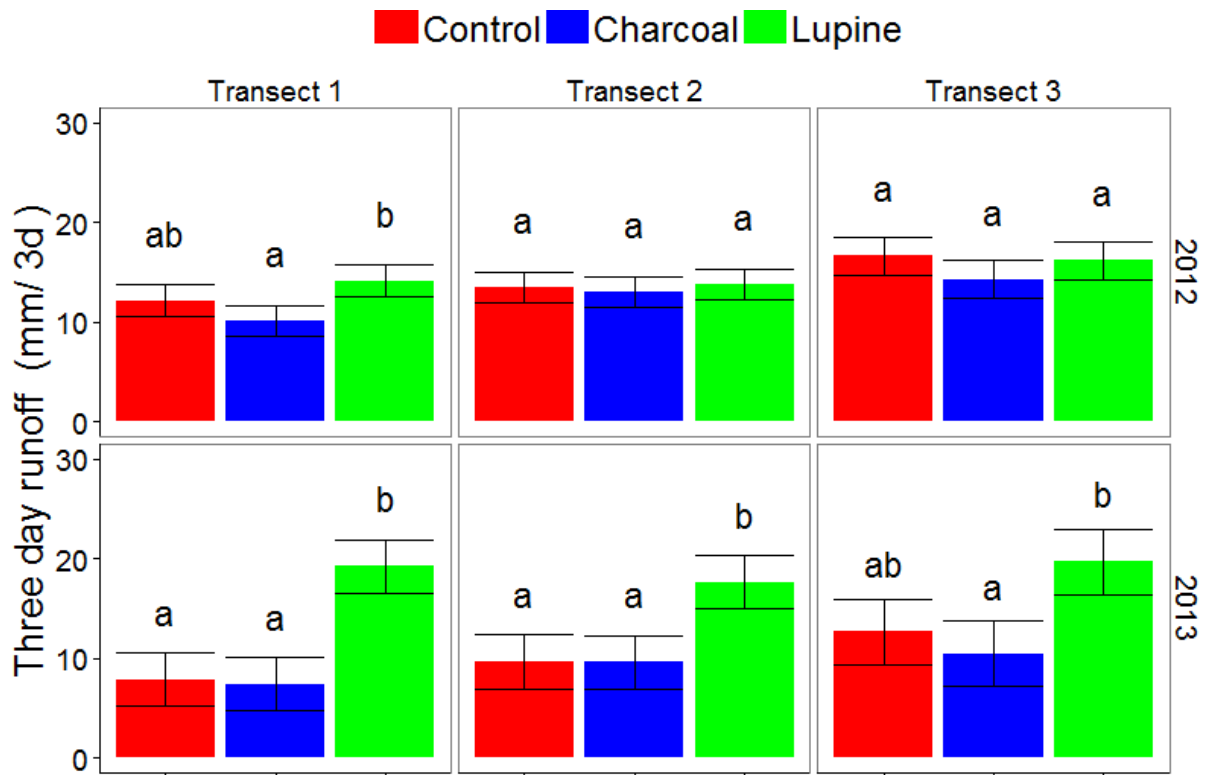 Control Charcoal Lupine
Transect 1 Transect 2 Transect 3
Three day runoff (mm/ 3d )
30
20
10
0
ab a b
a a a
a a a
2012
30
20
10
0
a a b
a a b
ab a b
2013